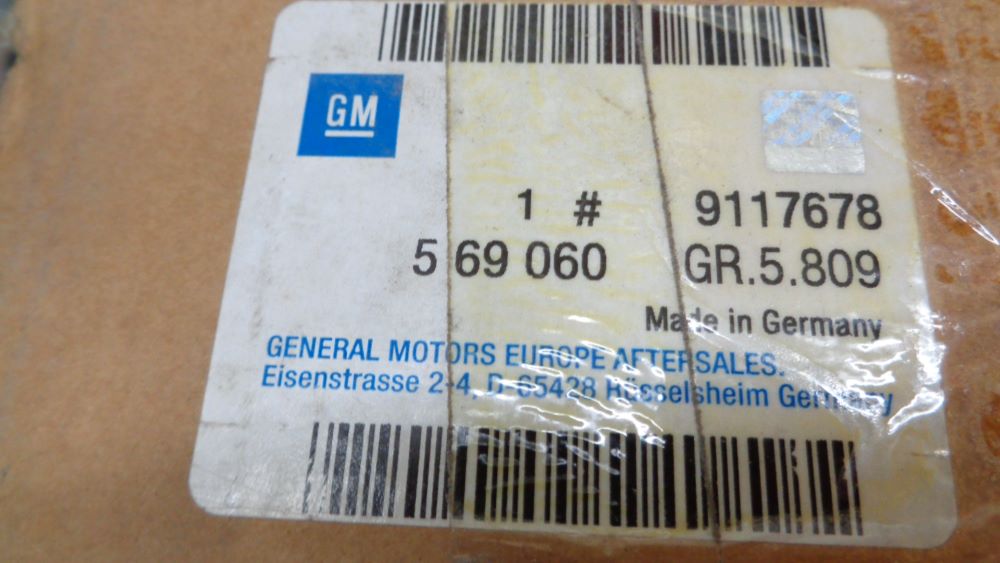 GM
1 # 9117678
5 69 060 GR.5.809
Made in Germany
GENERAL MOTORS EUROPE AFTERSALES.
Eisenstrasse 2-4, D-65428 Rüsselsheim Germany